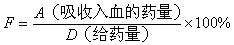 F = A（吸收入血的药量） / D（给药量） ×100%